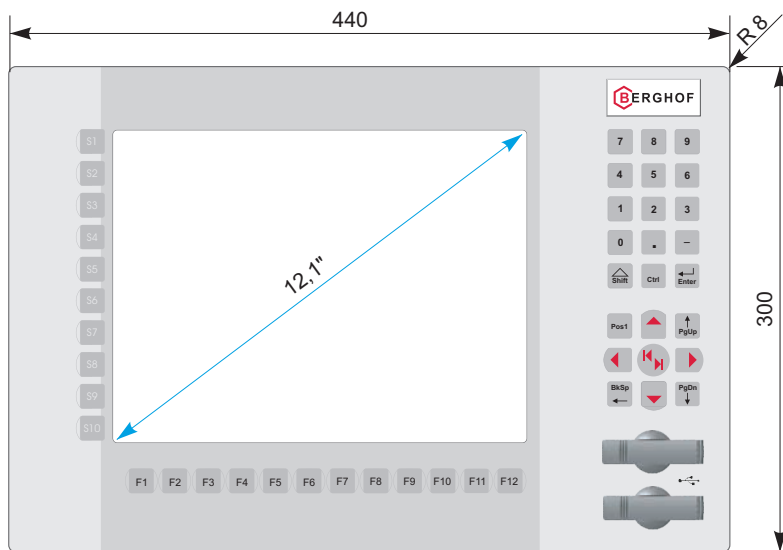 440
R 8
BERGHOF
S1
S2
S3
S4
S5
S6
S7
S8
S9
S10
12,1"
7 8 9
4 5 6
1 2 3
0 . –
Shift Ctrl Enter
Pos1 PgUp
BkSp PgDn
300
F1 F2 F3 F4 F5 F6 F7 F8 F9 F10 F11 F12